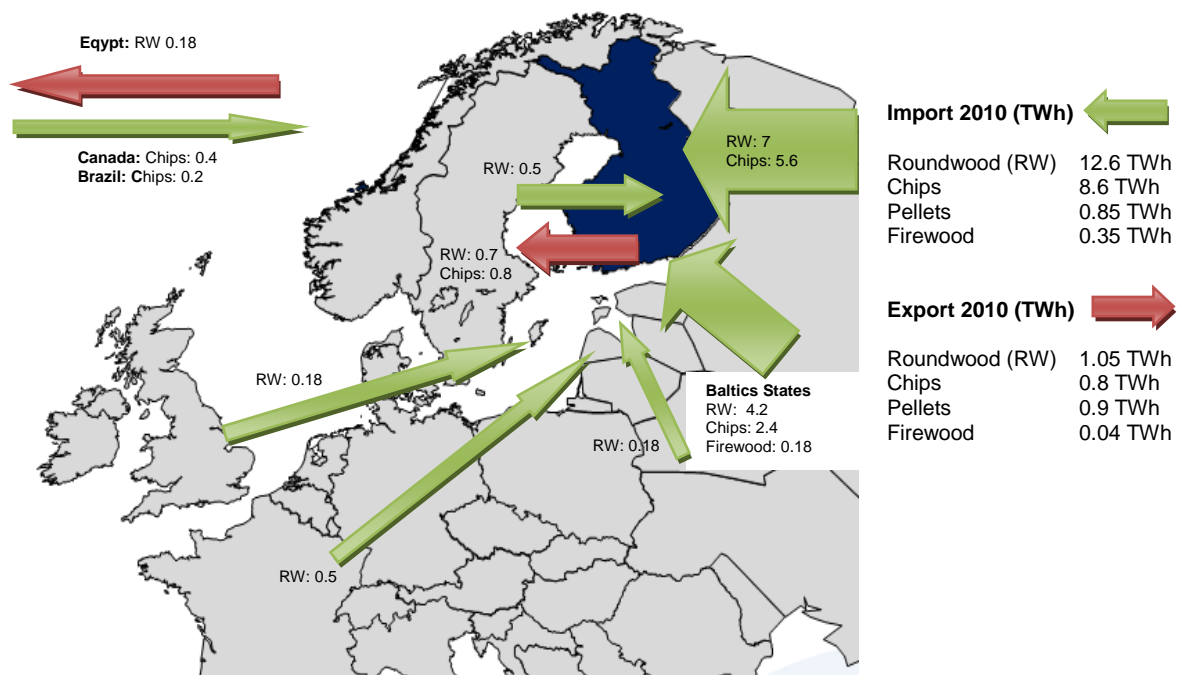 Eqypt: RW 0.18
Canada: Chips: 0.4
Brazil: Chips: 0.2
RW: 7
Chips: 5.6
RW: 0.5
RW: 0.7
Chips: 0.8
RW: 0.18
RW: 0.18
RW: 0.5
Baltics States
RW: 4.2
Chips: 2.4
Firewood: 0.18
Import 2010 (TWh)
Roundwood (RW) 12.6 TWh
Chips 8.6 TWh
Pellets 0.85 TWh
Firewood 0.35 TWh
Export 2010 (TWh)
Roundwood (RW) 1.05 TWh
Chips 0.8 TWh
Pellets 0.9 TWh
Firewood 0.04 TWh